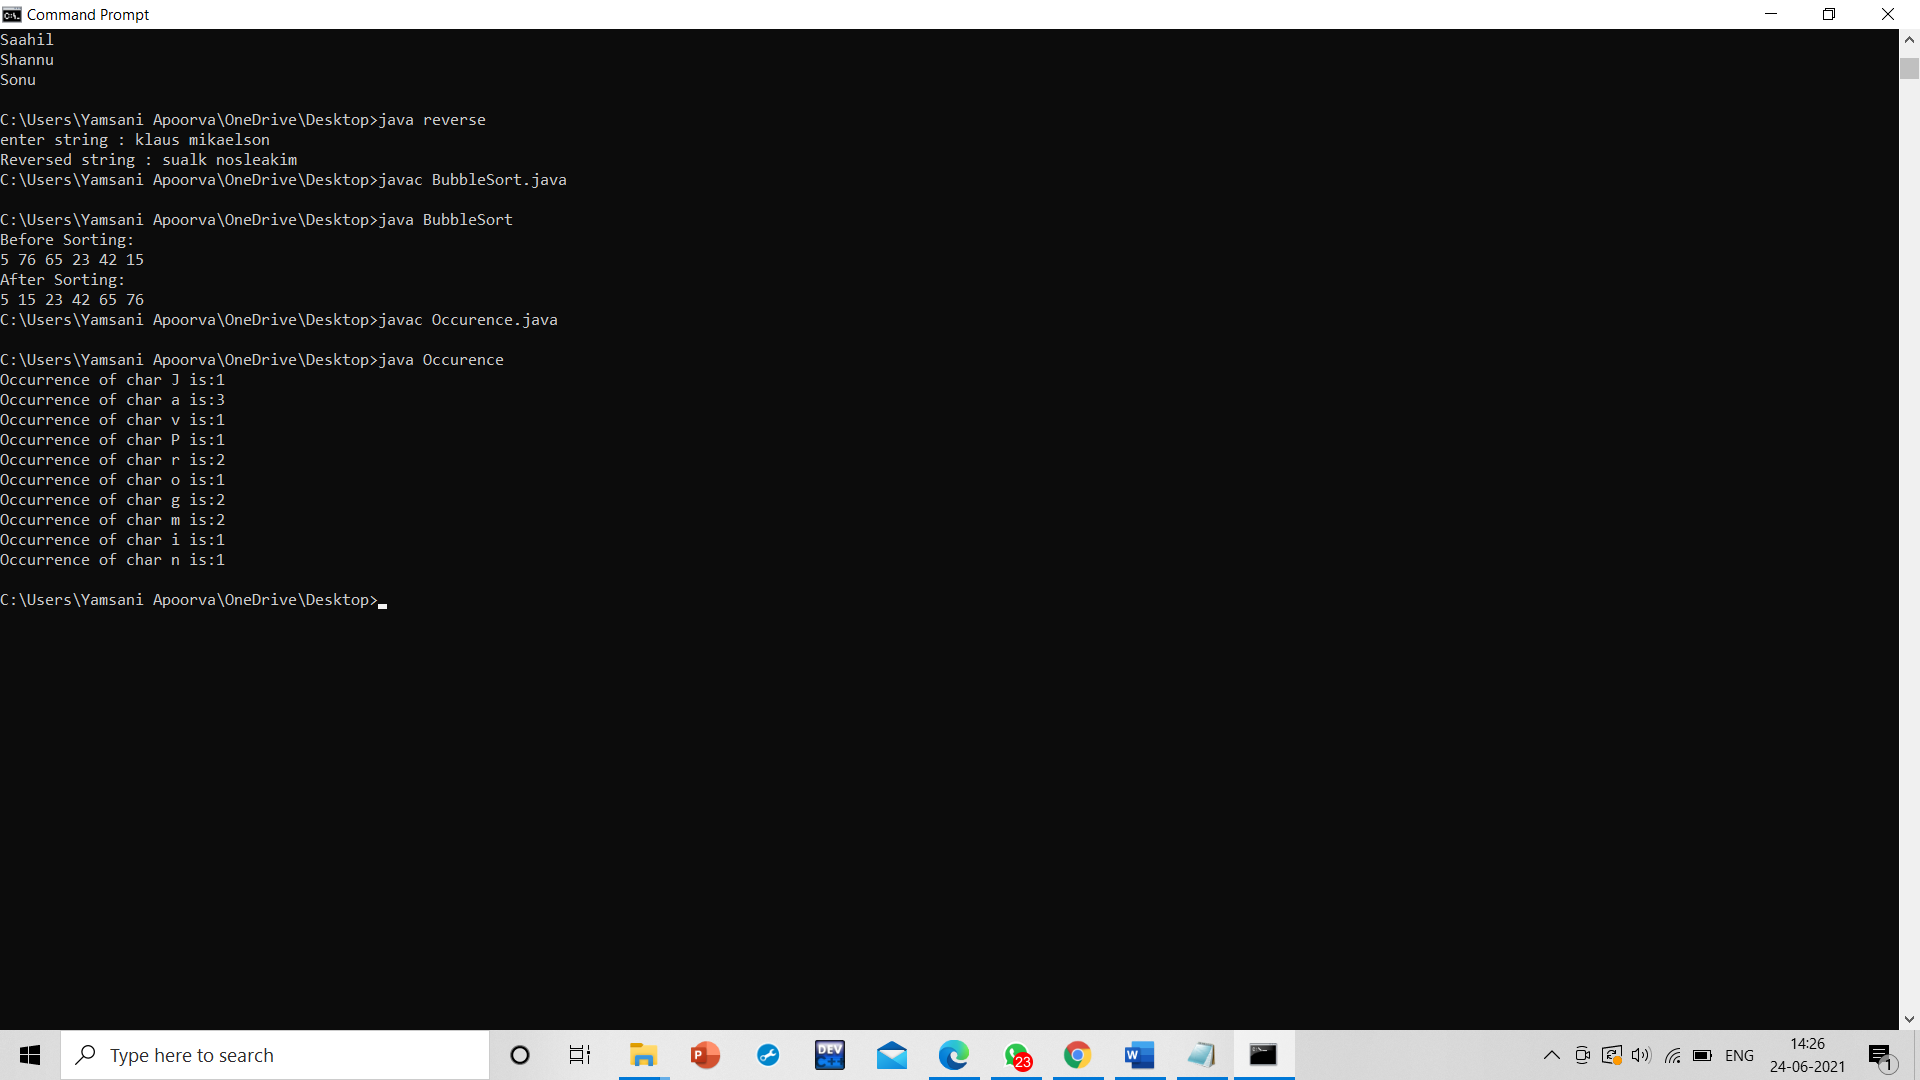 Command Prompt
Saahil
Shannu
Sonu
C:\Users\Yamsani Apoorva\OneDrive\Desktop>java reverse
enter string : klaus mikaelson
Reversed string : sualk nosleakim
C:\Users\Yamsani Apoorva\OneDrive\Desktop>javac BubbleSort.java
C:\Users\Yamsani Apoorva\OneDrive\Desktop>java BubbleSort
Before Sorting:
5 76 65 23 42 15
After Sorting:
5 15 23 42 65 76
C:\Users\Yamsani Apoorva\OneDrive\Desktop>javac Occurence.java
C:\Users\Yamsani Apoorva\OneDrive\Desktop>java Occurence
Occurrence of char J is:1
Occurrence of char a is:3
Occurrence of char v is:1
Occurrence of char P is:1
Occurrence of char r is:2
Occurrence of char o is:1
Occurrence of char g is:2
Occurrence of char m is:2
Occurrence of char i is:1
Occurrence of char n is:1
C:\Users\Yamsani Apoorva\OneDrive\Desktop>
Type here to search
P
DEV
C++
23
W
ENG
14:26
24-06-2021
1